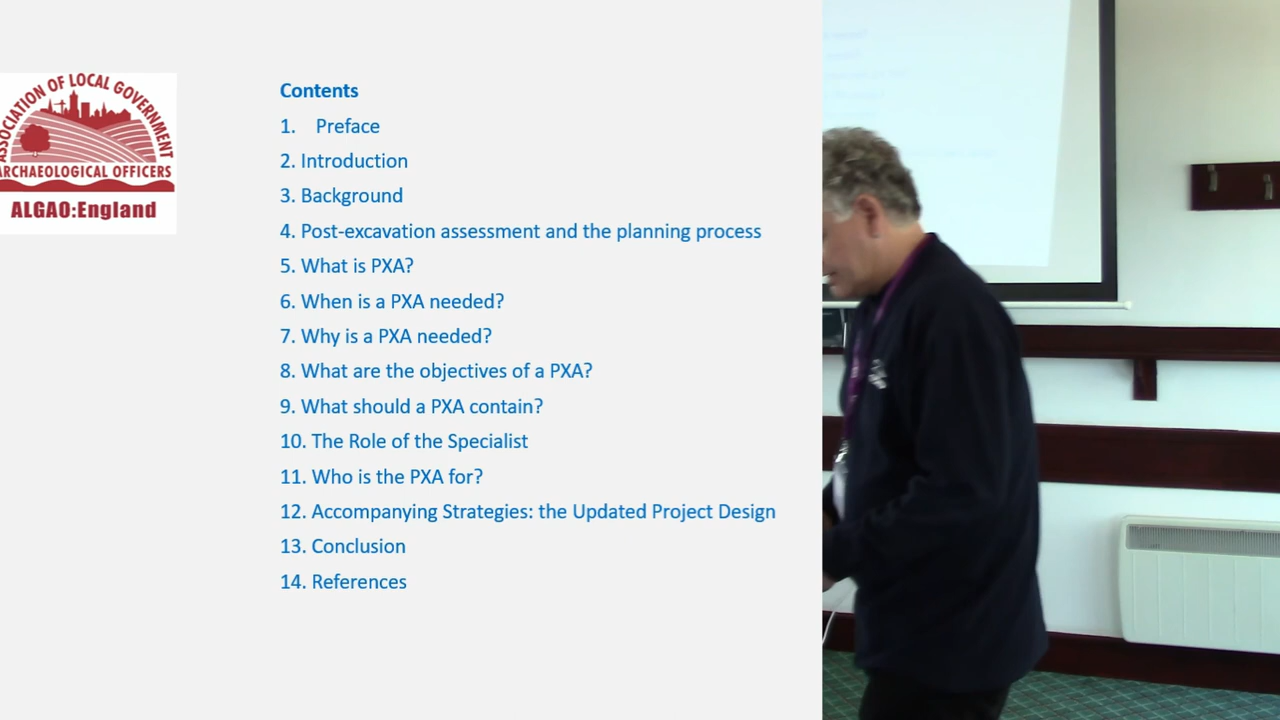 ASSOCIATION OF LOCAL GOVERNMENT
ARCHAEOLOGICAL OFFICERS
ALGAO:England
Contents
1. Preface
2. Introduction
3. Background
4. Post-excavation assessment and the planning process
5. What is PXA?
6. When is a PXA needed?
7. Why is a PXA needed?
8. What are the objectives of a PXA?
9. What should a PXA contain?
10. The Role of the Specialist
11. Who is the PXA for?
12. Accompanying Strategies: the Updated Project Design
13. Conclusion
14. References